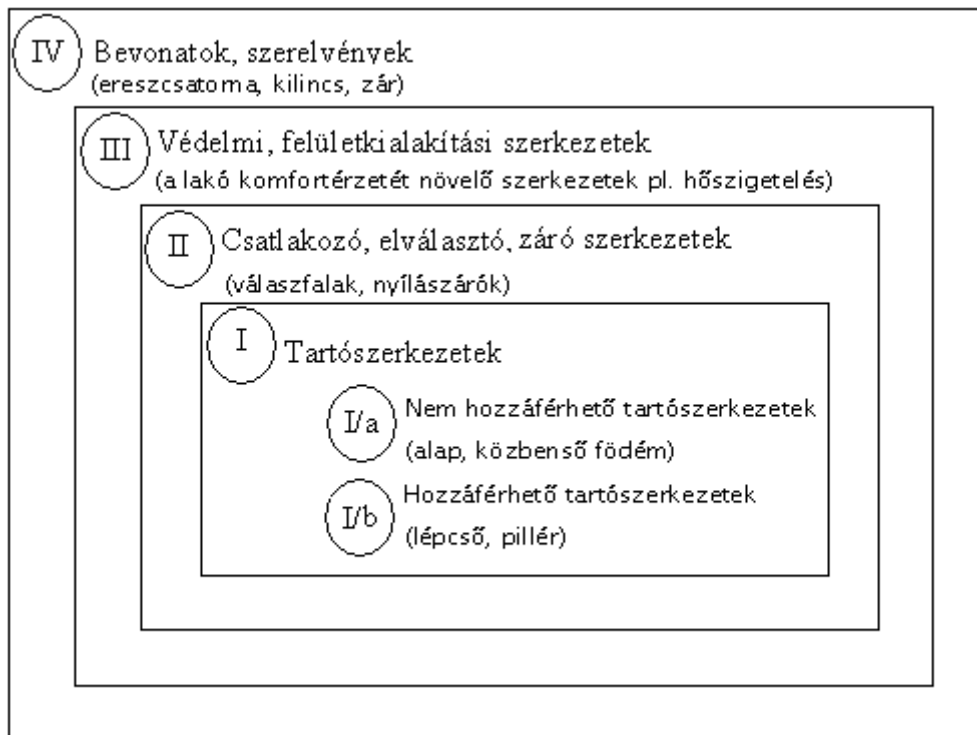 IV Bevonatok, szerelvények
(ereszcsatorna, kilincs, zár)
III Védelmi, felületkialakítási szerkezetek
(a lakó komfortérzetét növelő szerkezetek pl. hőszigetelés)
II Csatlakozó, elválasztó, záró szerkezetek
(válaszfalak, nyílászárók)
I Tartószerkezetek
I/a Nem hozzáférhető tartószerkezetek
(alap, közbenső födém)
I/b Hozzáférhető tartószerkezetek
(lépcső, pillér)